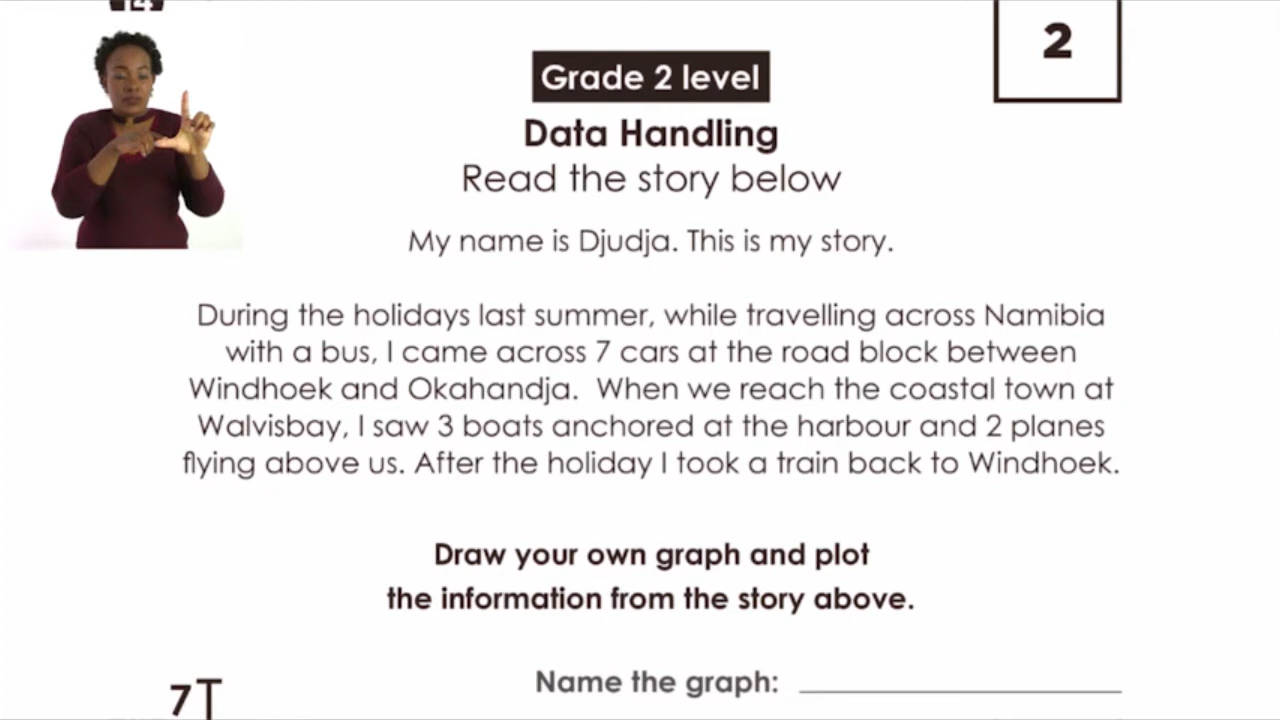 2
Grade 2 level
Data Handling
Read the story below
My name is Djudja. This is my story.
During the holidays last summer, while travelling across Namibia
with a bus, I came across 7 cars at the road block between
Windhoek and Okahandja. When we reach the coastal town at
Walvisbay, I saw 3 boats anchored at the harbour and 2 planes
flying above us. After the holiday I took a train back to Windhoek.
Draw your own graph and plot
the information from the story above.
Name the graph:
7